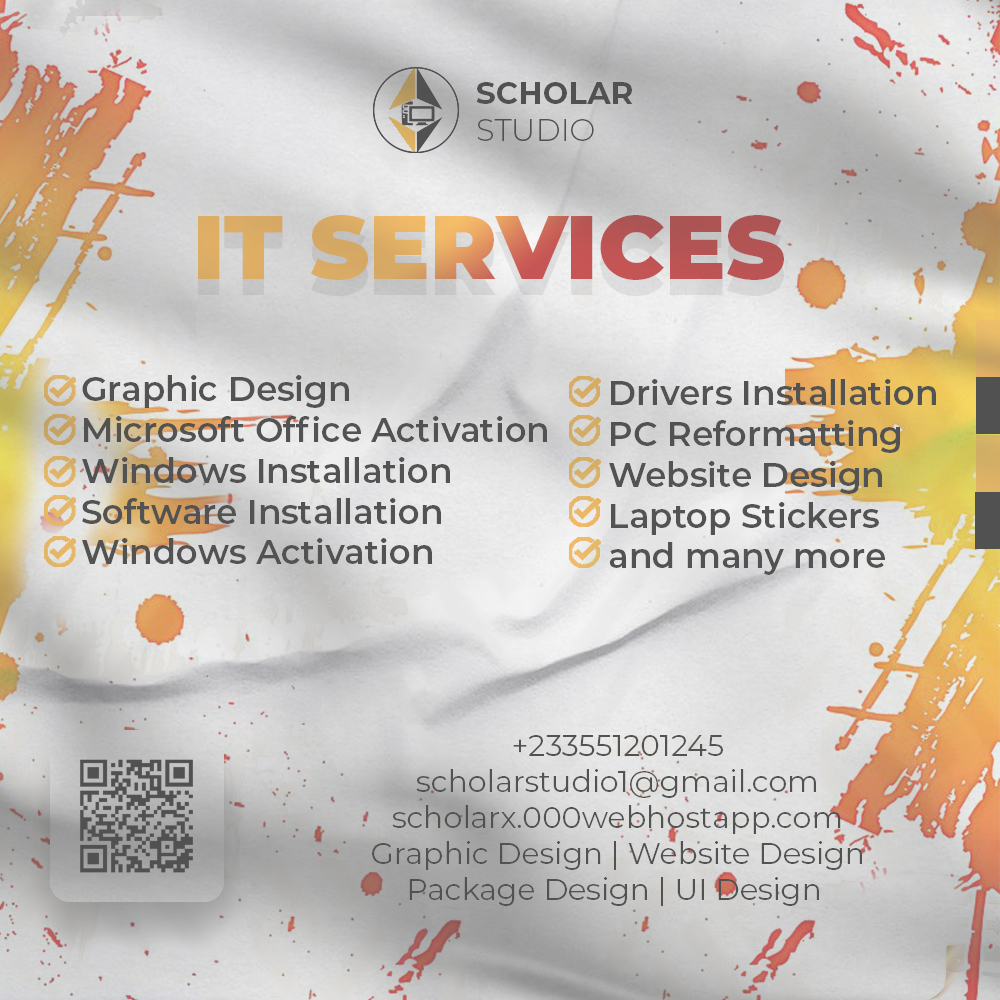 SCHOLAR
STUDIO
IT SERVICES
Graphic Design
Microsoft Office Activation
Windows Installation
Software Installation
Windows Activation
Drivers Installation
PC Reformatting
Website Design
Laptop Stickers
and many more
+233551201245
scholarstudio1@gmail.com
scholarx.000webhostapp.com
Graphic Design | Website Design
Package Design | UI Design